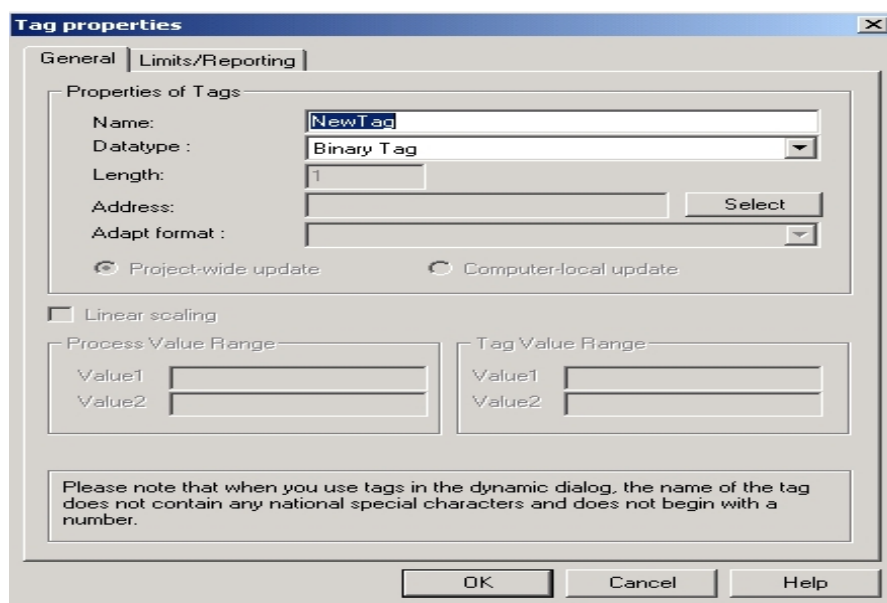 Tag properties
General Limits/Reporting
Properties of Tags
Name: NewTag
Datatype : Binary Tag
Length: 1
Address: Select
Adapt format :
Project-wide update Computer-local update
Linear scaling
Process Value Range Tag Value Range
Value1 Value1
Value2 Value2
Please note that when you use tags in the dynamic dialog, the name of the tag
does not contain any national special characters and does not begin with a
number.
OK Cancel Help